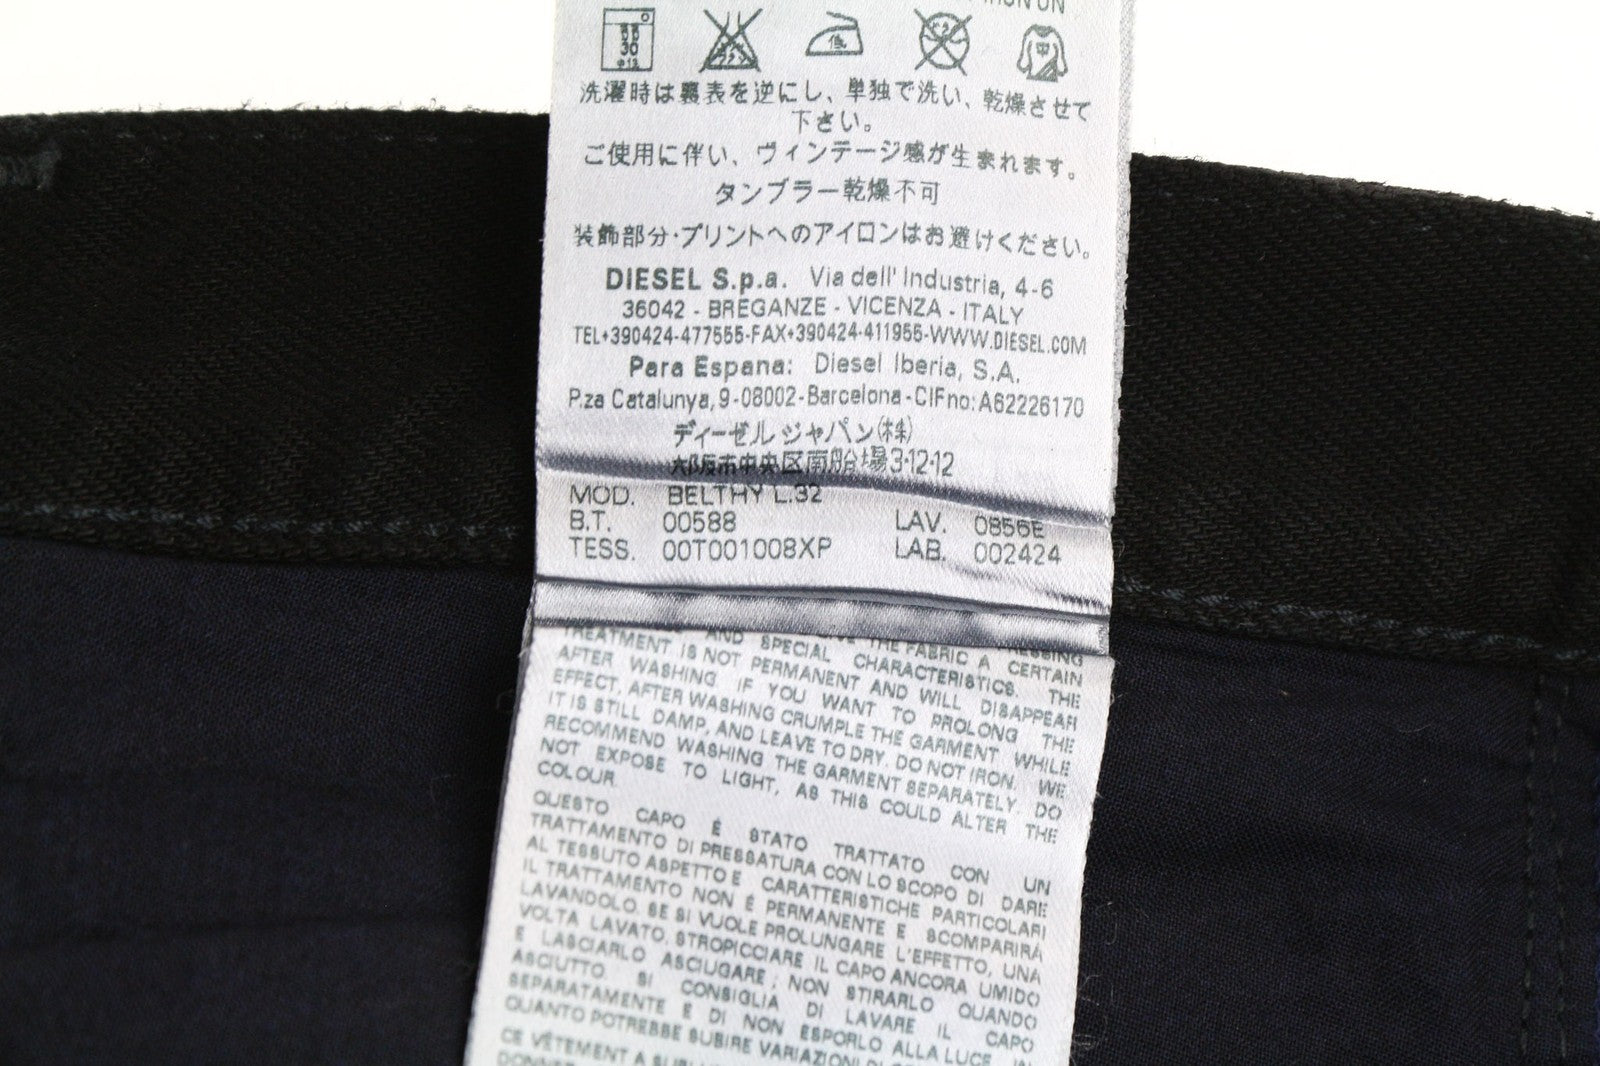 洗濯時は裏表を逆にし、単独で洗い、乾燥させて
下さい。
ご使用に伴い、ヴィンテージ感が生まれます。
タンブラー乾燥不可
装飾部分・プリントへのアイロンはお避けください。
DIESEL S.p.a. Via dell' Industria, 4-6
36042 - BREGANZE - VICENZA - ITALY
TEL+390424-477555-FAX+390424-411955-WWW.DIESEL.COM
Para Espana: Diesel Iberia, S.A.
P.za Catalunya, 9-08002-Barcelona-CIFno:A62226170
ディーゼル ジャパン(株)
大阪市中央区南船場3-12-12
MOD. BELTHY L.32
B.T. 00588 LAV. 0856E
TESS. 00T001008XP LAB. 002424
THE FABRIC A CERTAIN
AND SPECIAL CHARACTERISTICS. THE
TREATMENT IS NOT PERMANENT AND WILL DISAPPEAR
AFTER WASHING IF YOU WANT TO PROLONG THE
EFFECT, AFTER WASHING CRUMPLE THE GARMENT WHILE
IT IS STILL DAMP, AND LEAVE TO DRY. DO NOT IRON. WE
RECOMMEND WASHING THE GARMENT SEPARATELY. DO
NOT EXPOSE TO LIGHT, AS THIS COULD ALTER THE
COLOUR.
QUESTO CAPO È STATO TRATTATO CON UN
TRATTAMENTO DI PRESSATURA CON LO SCOPO DI DARE
AL TESSUTO ASPETTO E CARATTERISTICHE PARTICOLARI
IL TRATTAMENTO NON É PERMANENTE E SCOMPARIRÀ
LAVANDOLO. SE SI VUOLE PROLUNGARE L'EFFETTO, UNA
VOLTA LAVATO, STROPICCIARE IL CAPO ANCORA UMIDO
E LASCIARLO ASCIUGARE; NON STIRARLO QUANDO
ASCIUTTO. SI CONSIGLIA DI LAVARE IL CAPO
SEPARATAMENTE E DI NON ESPORLO ALLA LUCE IN
QUANTO POTREBBE SUBIRE VARIAZIONI DI
CE VÊTEMENT A